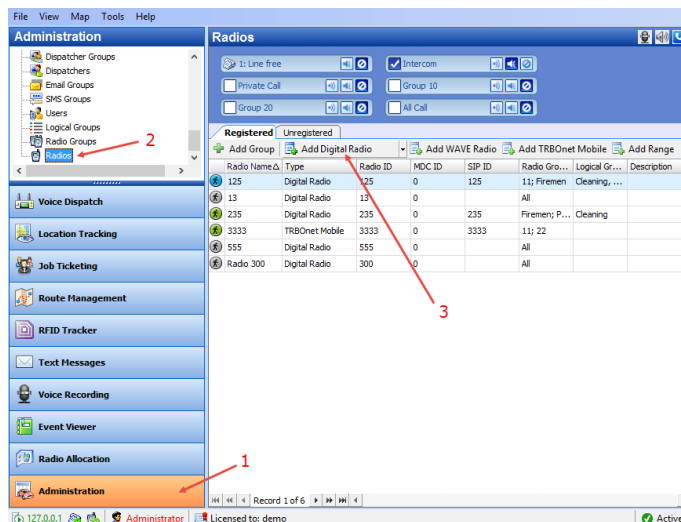 File View Map Tools Help
Administration
Radios
Dispatcher Groups
Dispatchers
Email Groups
SMS Groups
Users
Logical Groups
Radio Groups
Radios
2
1: Line free
Intercom
Private Call
Group 10
Group 20
All Call
Registered Unregistered
Add Group Add Digital Radio Add WAVE Radio Add TRBOnet Mobile Add Range
Radio Name Type Radio ID MDC ID SIP ID Radio Gro... Logical Gr... Description
125 Digital Radio 125 0 125 11; Firemen Cleaning, ...
13 Digital Radio 13 0 All
235 Digital Radio 235 0 235 Firemen; P... Cleaning
3333 TRBOnet Mobile 3333 0 3333 11; 22
555 Digital Radio 555 0 All
Radio 300 Digital Radio 300 0 All
3
Voice Dispatch
Location Tracking
Job Ticketing
Route Management
RFID Tracker
Text Messages
Voice Recording
Event Viewer
Radio Allocation
1
Administration
Record 1 of 6
127.0.0.1 Administrator Licensed to: demo Active